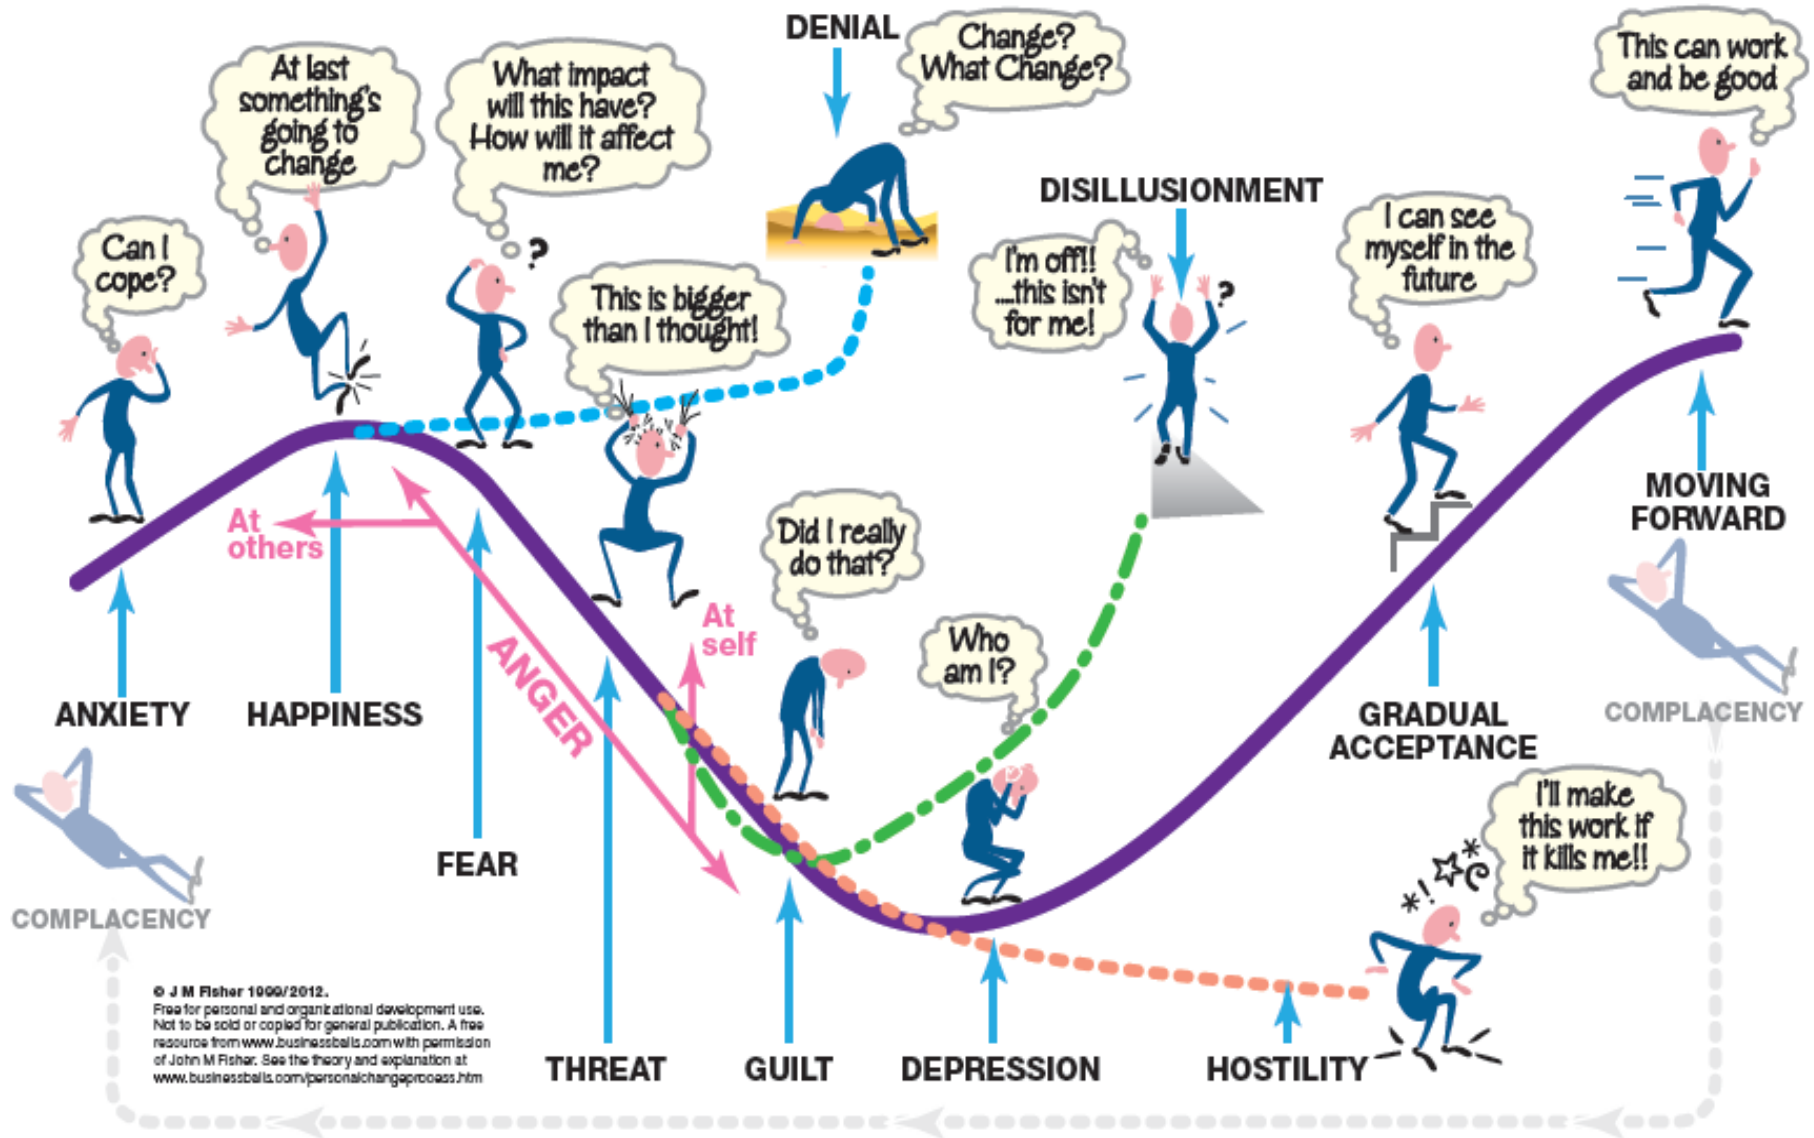 DENIAL
Change?
What Change?
This can work
and be good
At last
something's
going to
change
What impact
will this have?
How will it affect
me?
DISILLUSIONMENT
Can I
cope?
?
I'm off!!
....this isn't
for me!
?
I can see
myself in the
future
This is bigger
than I thought!
At
others
Did I really
do that?
MOVING
FORWARD
At
self
Who
am I?
ANGER
ANXIETY
HAPPINESS
GRADUAL
ACCEPTANCE
COMPLACENCY
I'll make
this work if
it kills me!!
*!☆*
FEAR
COMPLACENCY
© J M Fisher 1999/2012.
Free for personal and organizational development use.
Not to be sold or copied for general publication. A free
resource from www.businessballs.com with permission
of John M Fisher. See the theory and explanation at
www.businessballs.com/personalchangeprocess.htm
THREAT
GUILT
DEPRESSION
HOSTILITY